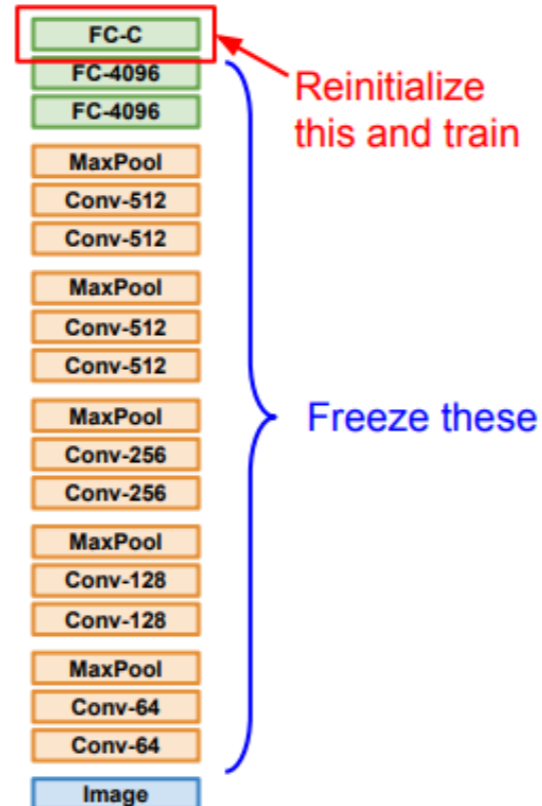 FC-C
FC-4096
FC-4096
MaxPool
Conv-512
Conv-512
MaxPool
Conv-512
Conv-512
MaxPool
Conv-256
Conv-256
MaxPool
Conv-128
Conv-128
MaxPool
Conv-64
Conv-64
Image
Reinitialize
this and train
Freeze these